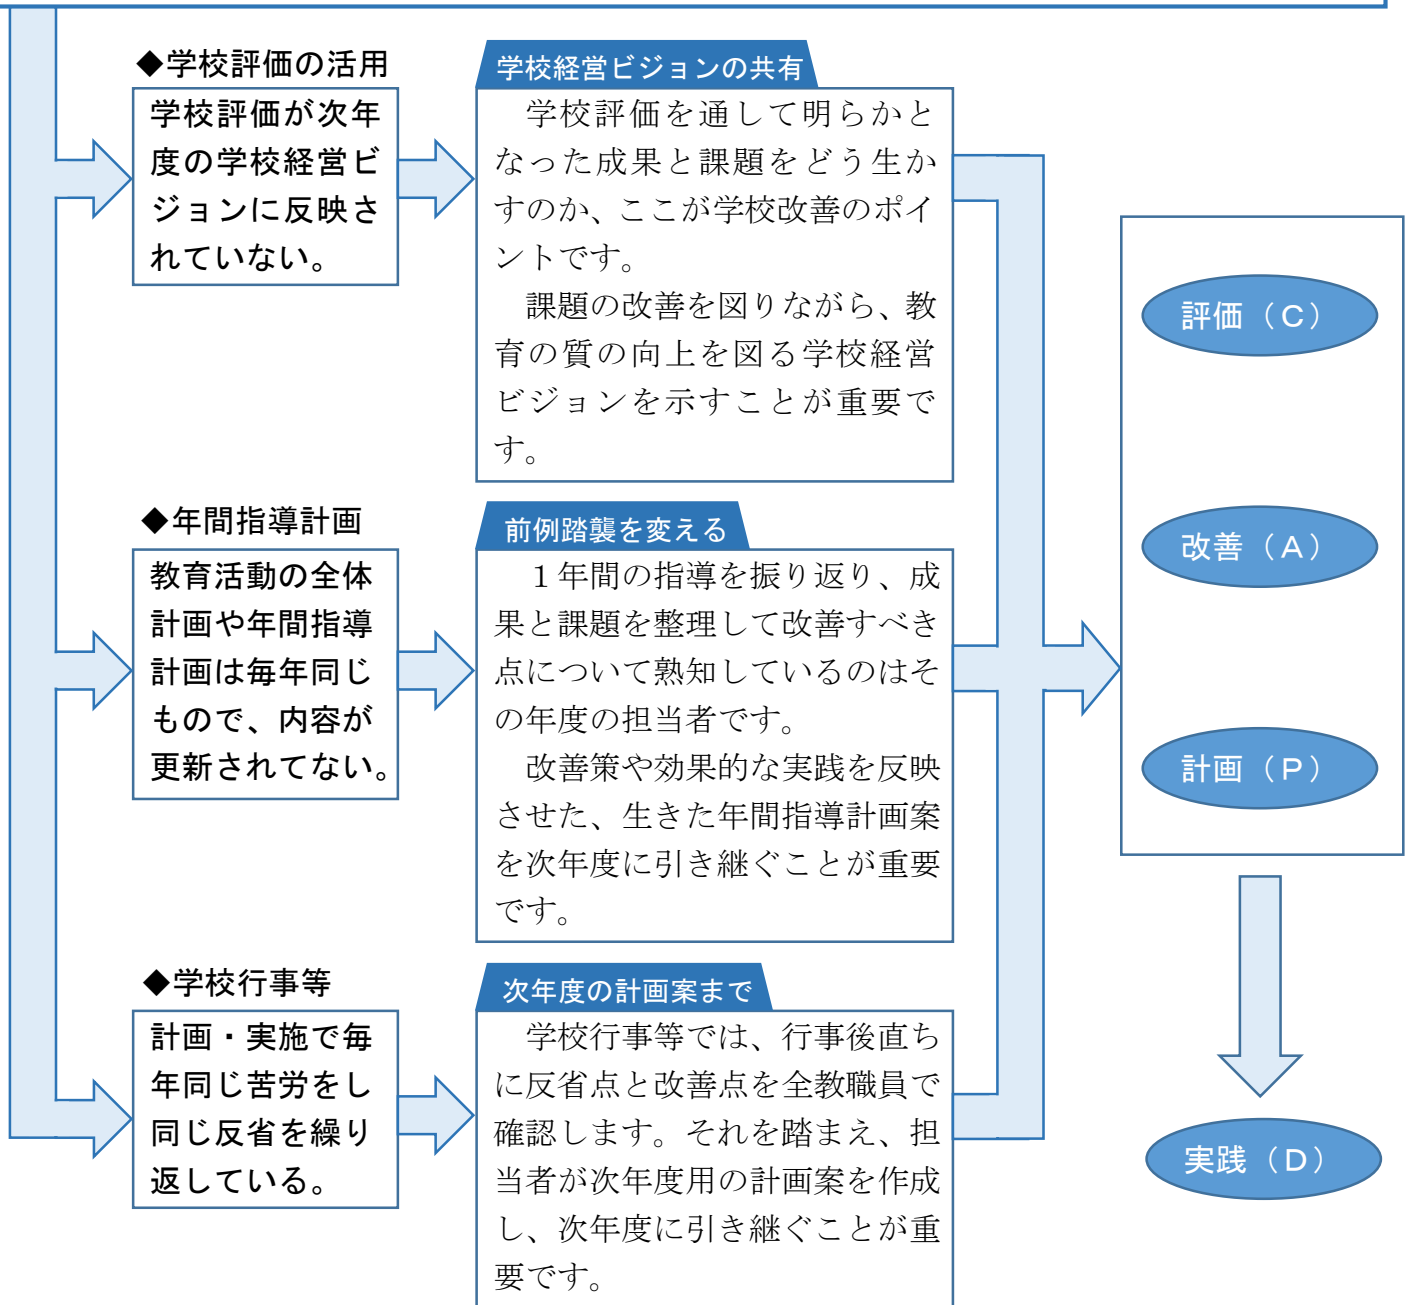 ◆学校評価の活用
学校評価が次年
度の学校経営ビ
ジョンに反映さ
れていない。
学校経営ビジョンの共有
学校評価を通して明らかと
なった成果と課題をどう生か
すのか、ここが学校改善のポイ
ントです。
課題の改善を図りながら、教
育の質の向上を図る学校経営
ビジョンを示すことが重要で
す。
◆年間指導計画
教育活動の全体
計画や年間指導
計画は毎年同じ
もので、内容が
更新されてない。
前例踏襲を変える
１年間の指導を振り返り、成
果と課題を整理して改善すべき
点について熟知しているのはそ
の年度の担当者です。
改善策や効果的な実践を反映
させた、生きた年間指導計画案
を次年度に引き継ぐことが重要
です。
◆学校行事等
計画・実施で毎
年同じ苦労をし
同じ反省を繰り
返している。
次年度の計画案まで
学校行事等では、行事後直ち
に反省点と改善点を全教職員で
確認します。それを踏まえ、担
当者が次年度用の計画案を作成
し、次年度に引き継ぐことが重
要です。
評価（Ｃ）
改善（Ａ）
計画（Ｐ）
実践（Ｄ）